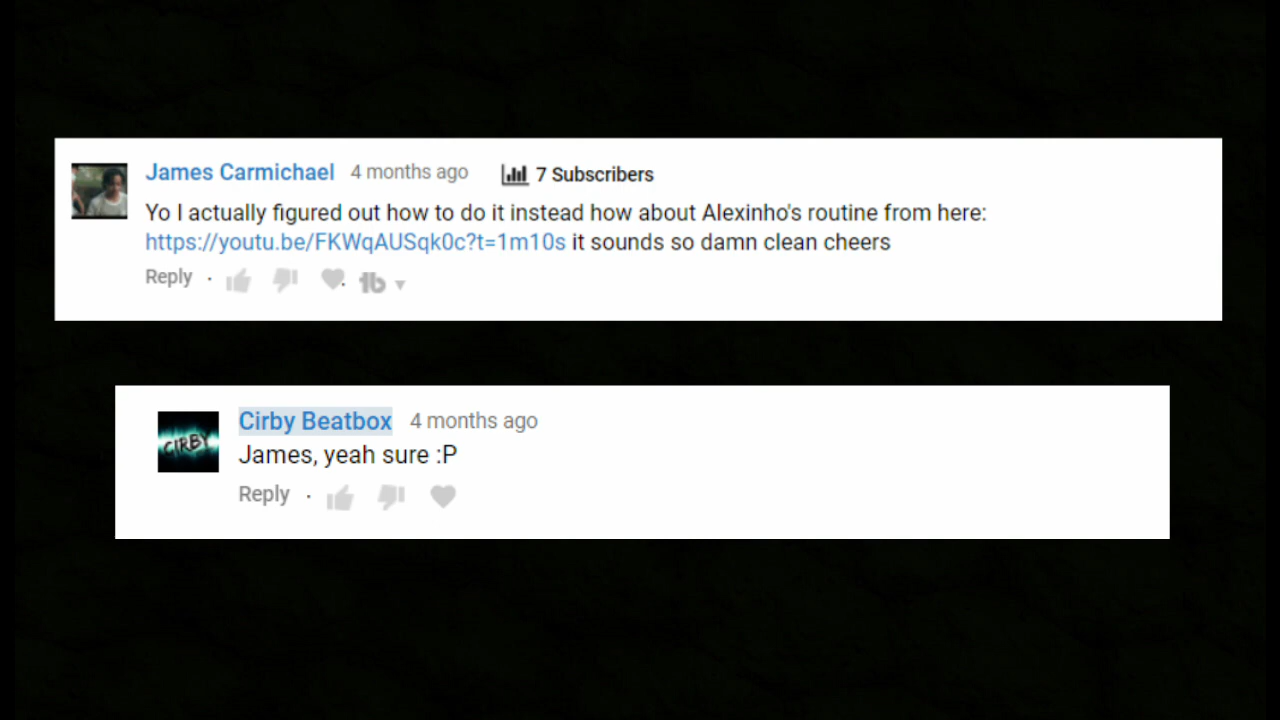 James Carmichael 4 months ago 7 Subscribers
Yo I actually figured out how to do it instead how about Alexinho's routine from here:
https://youtu.be/FKWqAUSqk0c?t=1m10s it sounds so damn clean cheers
Reply · tb ▼
CIRBY
Cirby Beatbox 4 months ago
James, yeah sure :P
Reply ·